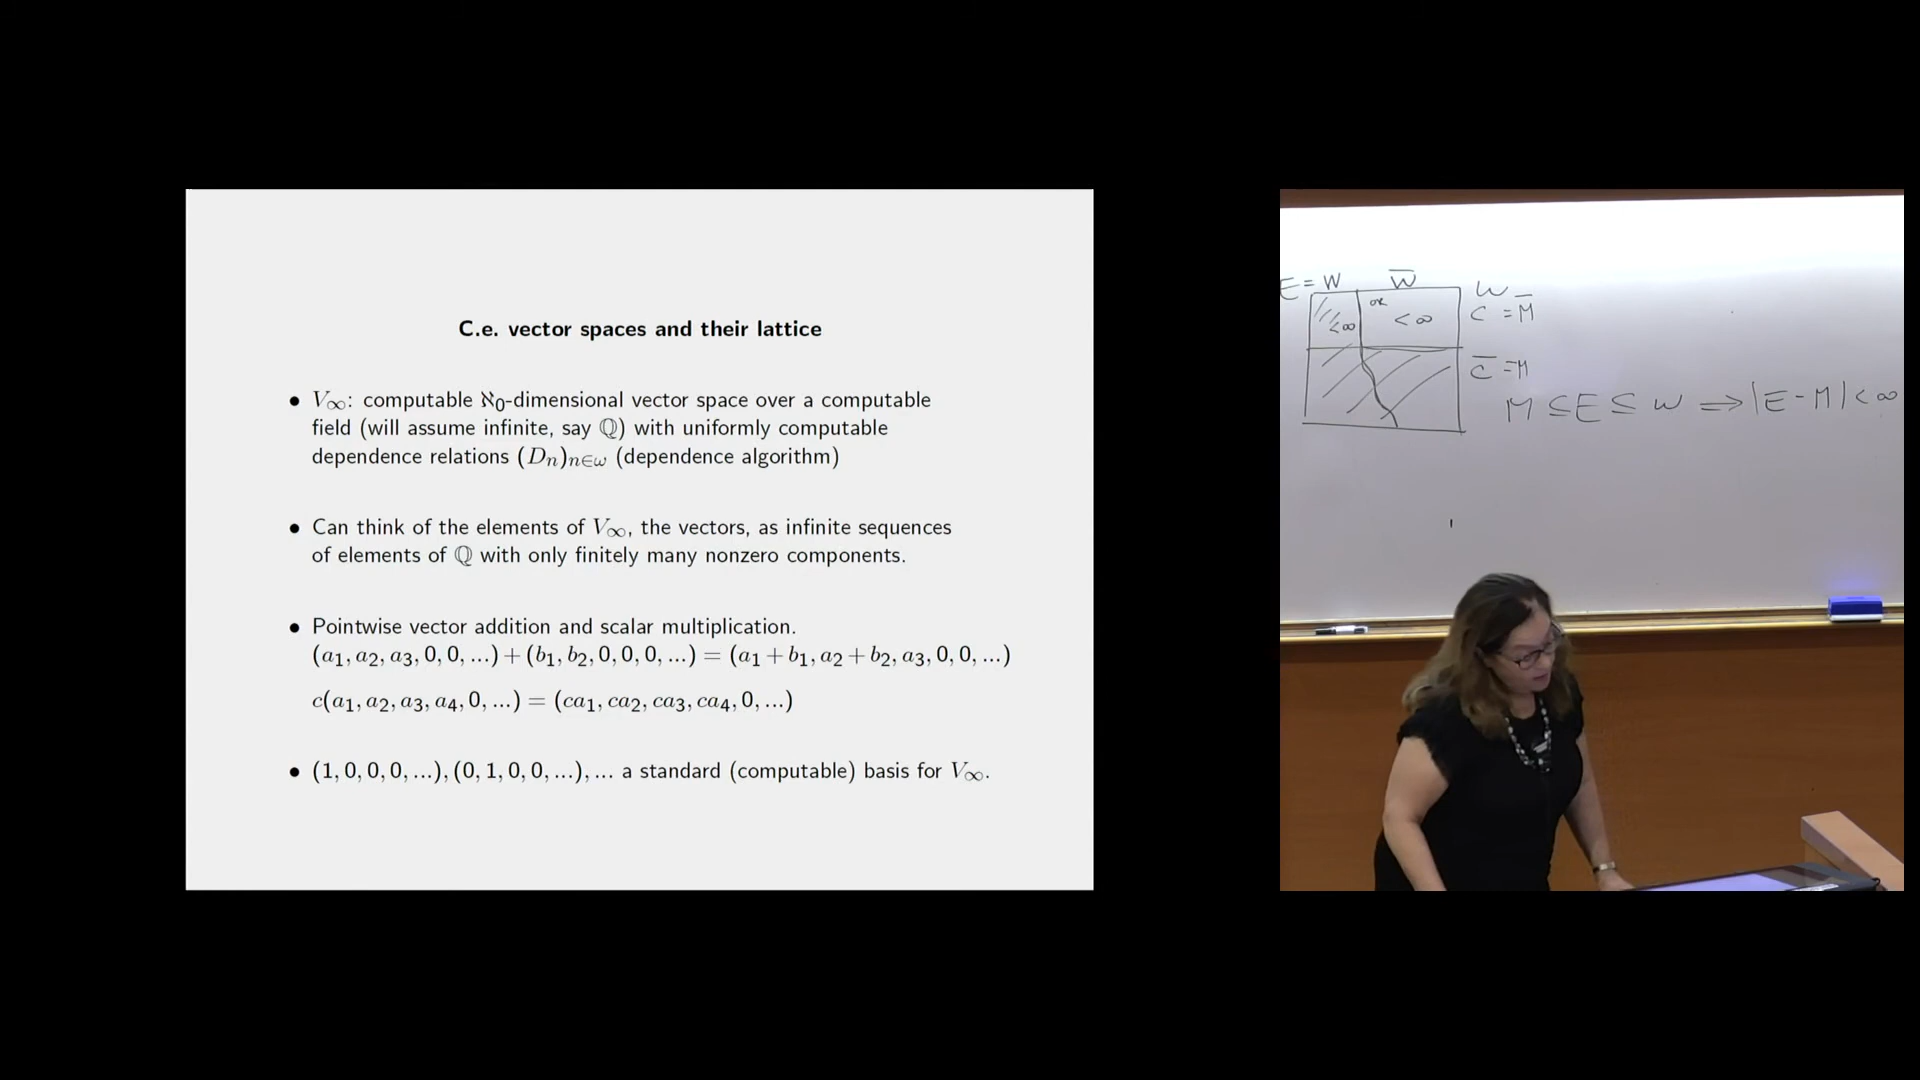 C.e. vector spaces and their lattice
• V∞: computable ℵ0-dimensional vector space over a computable
field (will assume infinite, say ℚ) with uniformly computable
dependence relations (Dn)n∈ω (dependence algorithm)
• Can think of the elements of V∞, the vectors, as infinite sequences
of elements of ℚ with only finitely many nonzero components.
• Pointwise vector addition and scalar multiplication.
(a1, a2, a3, 0, 0, ...) + (b1, b2, 0, 0, 0, ...) = (a1 + b1, a2 + b2, a3, 0, 0, ...)
c(a1, a2, a3, a4, 0, ...) = (ca1, ca2, ca3, ca4, 0, ...)
• (1, 0, 0, 0, ...), (0, 1, 0, 0, ...), ... a standard (computable) basis for V∞.
E = W W̅ ω
<∞ or <∞ C = M̅
C̅ = M
M ⊆ E ⊆ ω ⟹ |E - M| < ∞